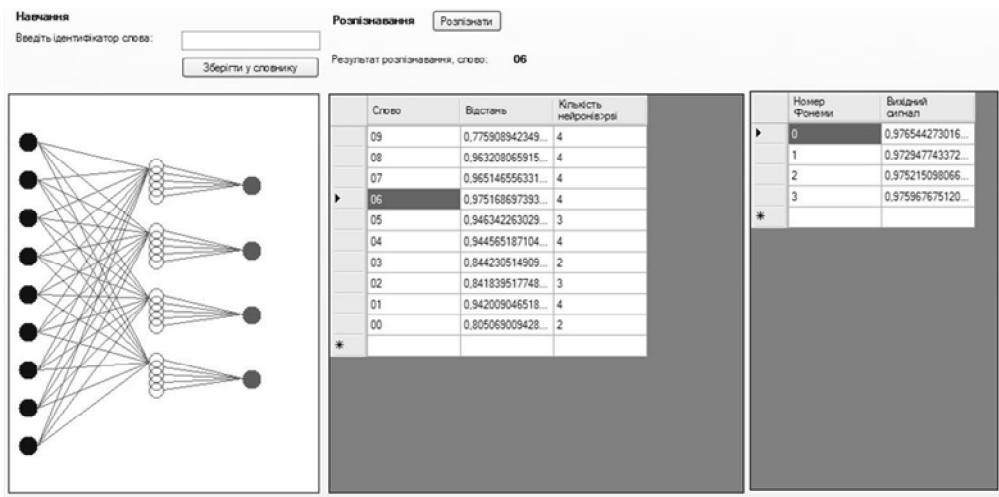 Навчання
Введіть ідентифікатор слова:
Зберігти у словнику
Розпізнавання Розпізнати
Результат розпізнавання, слово: 06
Слово Відстань Кількість нейронів>рві
09 0,775908942349... 4
08 0,963208065915... 4
07 0,965146556331... 4
06 0,975168697393... 4
05 0,946342263029... 3
04 0,944565187104... 4
03 0,844230514909... 2
02 0,841839517748... 3
01 0,942009046518... 4
00 0,805069009428... 2
Номер Фонеми Вихідний сигнал
0 0,976544273016...
1 0,972947743372...
2 0,975215098066...
3 0,975967675120...